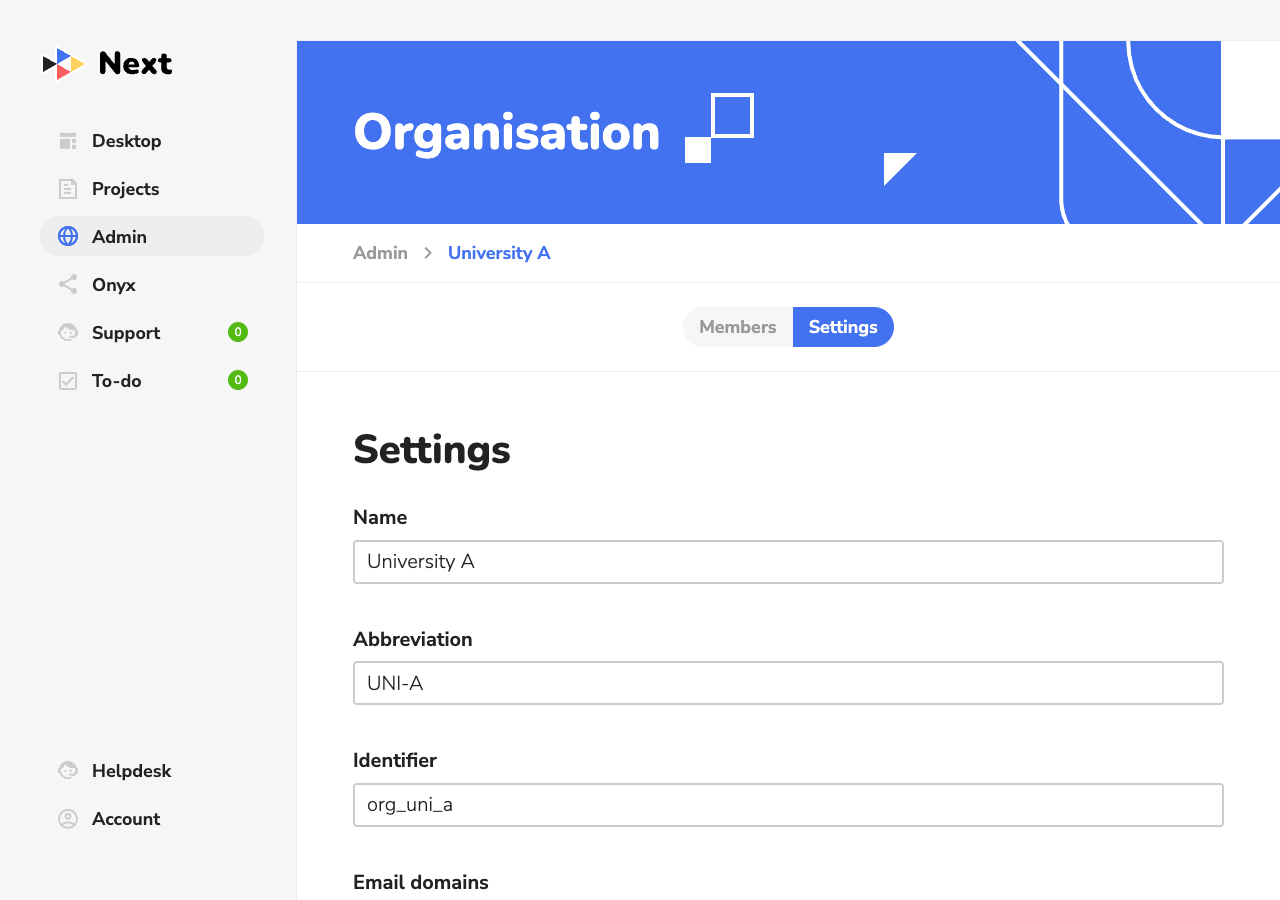 Next
Desktop
Projects
Admin
Onyx
Support 0
To-do 0
Helpdesk
Account
Organisation
Admin University A
Members Settings
Settings
Name
University A
Abbreviation
UNI-A
Identifier
org_uni_a
Email domains